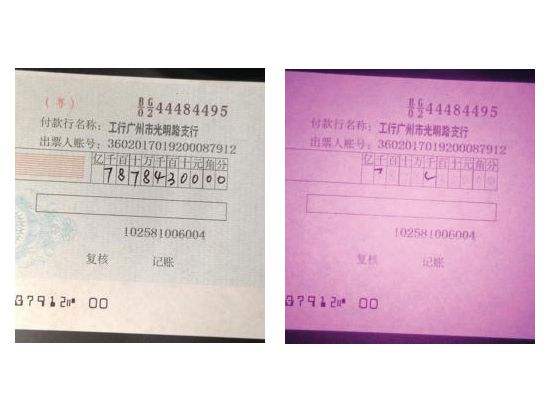 (粤)
BG
02 44484495
付款行名称: 工行广州市光明路支行
出票人账号: 3602017019200087912
亿千百十万千百十元角分
7878430000
102581006004
复核 记账
87912⑈ 00
BG
02 44484495
付款行名称: 工行广州市光明路支行
出票人账号: 3602017019200087912
亿千百十万千百十元角分
102581006004
复核 记账
87912⑈ 00